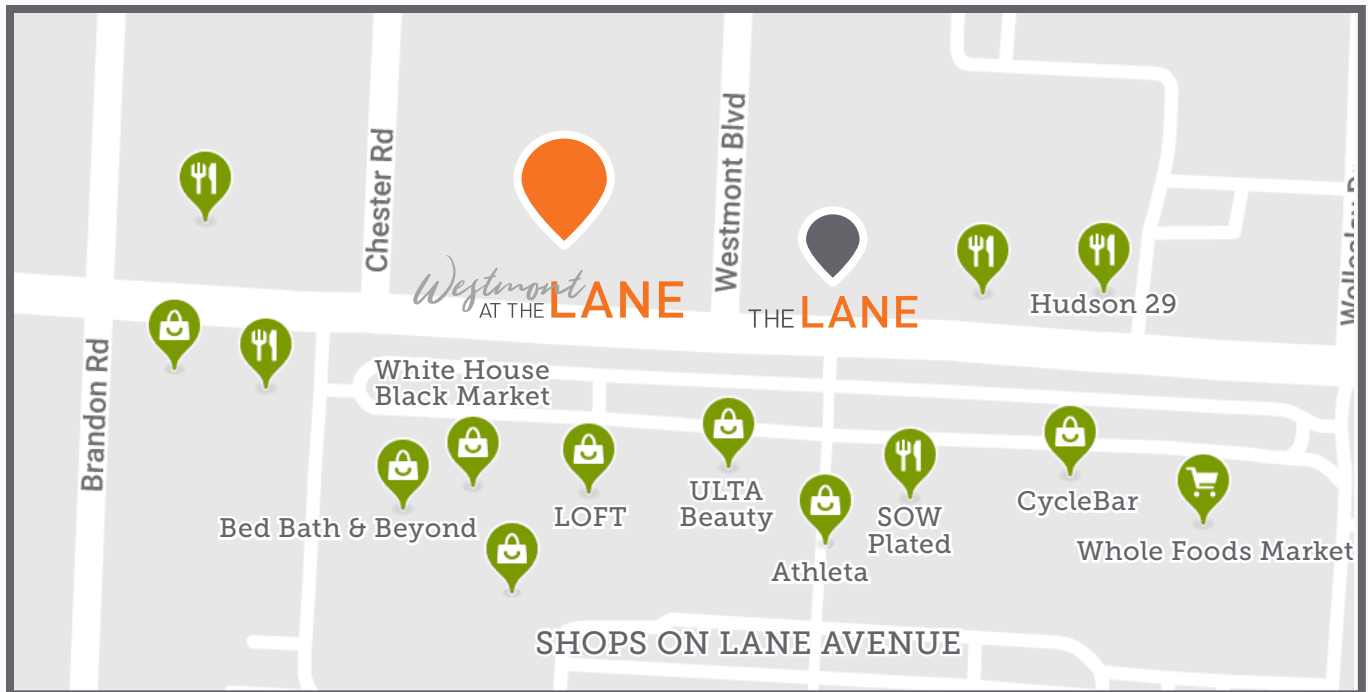 Brandon Rd
Chester Rd
Westmont Blvd
Westmont
AT THE LANE
THE LANE
Hudson 29
White House
Black Market
Bed Bath & Beyond
LOFT
ULTA
Beauty
Athleta
SOW
Plated
CycleBar
Whole Foods Market
SHOPS ON LANE AVENUE